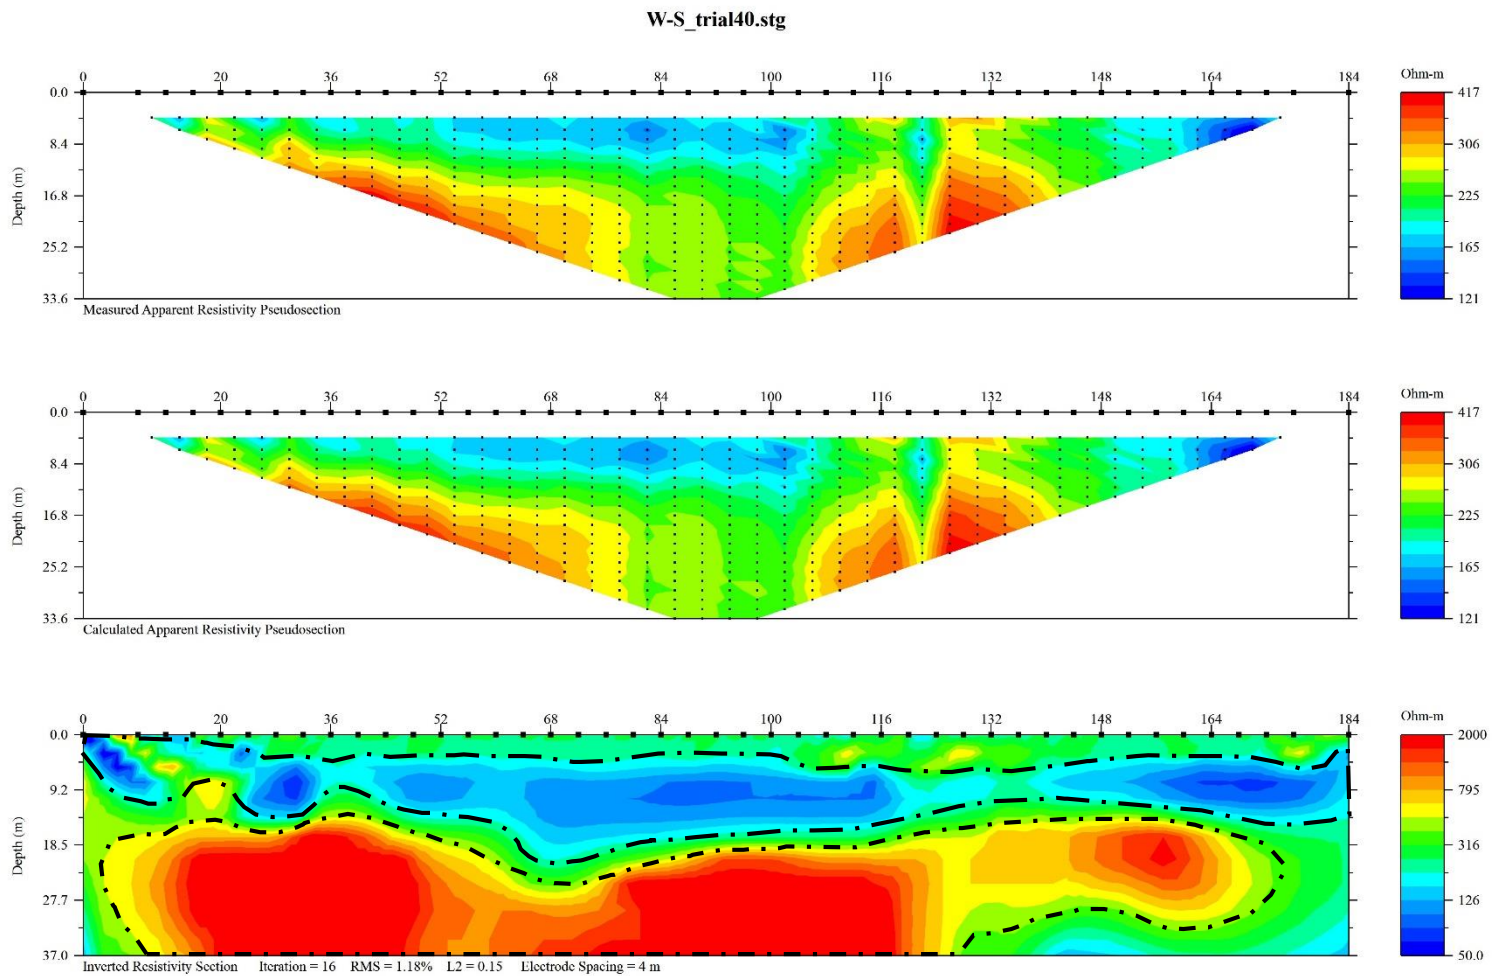 W-S_trial40.stg
0 20 36 52 68 84 100 116 132 148 164 184 Ohm-m
0.0 417
8.4 306
Depth (m) 16.8 225
25.2 165
33.6 121
Measured Apparent Resistivity Pseudosection
0 20 36 52 68 84 100 116 132 148 164 184 Ohm-m
0.0 417
8.4 306
Depth (m) 16.8 225
25.2 165
33.6 121
Calculated Apparent Resistivity Pseudosection
0 20 36 52 68 84 100 116 132 148 164 184 Ohm-m
0.0 2000
9.2 795
Depth (m) 18.5 316
27.7 126
37.0 50.0
Inverted Resistivity Section Iteration = 16 RMS = 1.18% L2 = 0.15 Electrode Spacing = 4 m